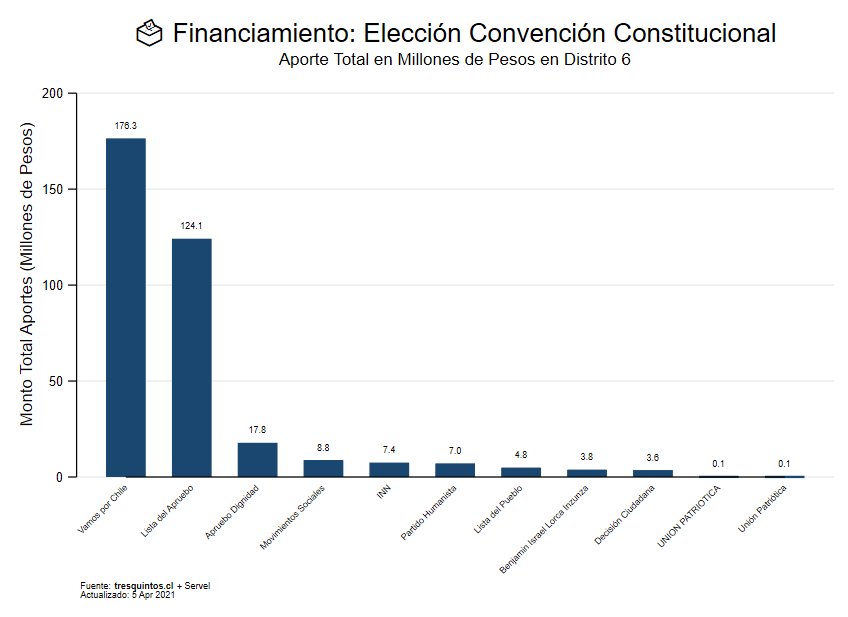 Financiamiento: Elección Convención Constitucional
Aporte Total en Millones de Pesos en Distrito 6
Monto Total Aportes (Millones de Pesos)
200
150
100
50
0
176.3
124.1
17.8
8.8
7.4
7.0
4.8
3.8
3.6
0.1
0.1
Vamos por Chile
Lista del Apruebo
Apruebo Dignidad
Movimientos Sociales
INN
Partido Humanista
Lista del Pueblo
Benjamin Israel Lorca Inzunza
Decisión Ciudadana
UNION PATRIOTICA
Unión Patriótica
Fuente: tresquintos.cl + Servel
Actualizado: 5 Apr 2021